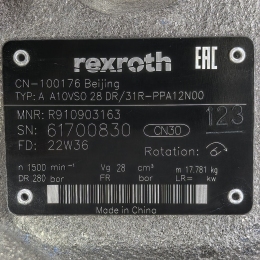 rexroth
EAC
CN-100176 Beijing
TYP: A A10VSO 28 DR/31R-PPA12N00
MNR: R910903163
123
SN: 61700830
CN30
FD: 22W36
Rotation:
n 1500 min⁻¹ Vg 28 cm³ m 17,781 kg
DR 280 bar FR bar LR= kw
Made in China